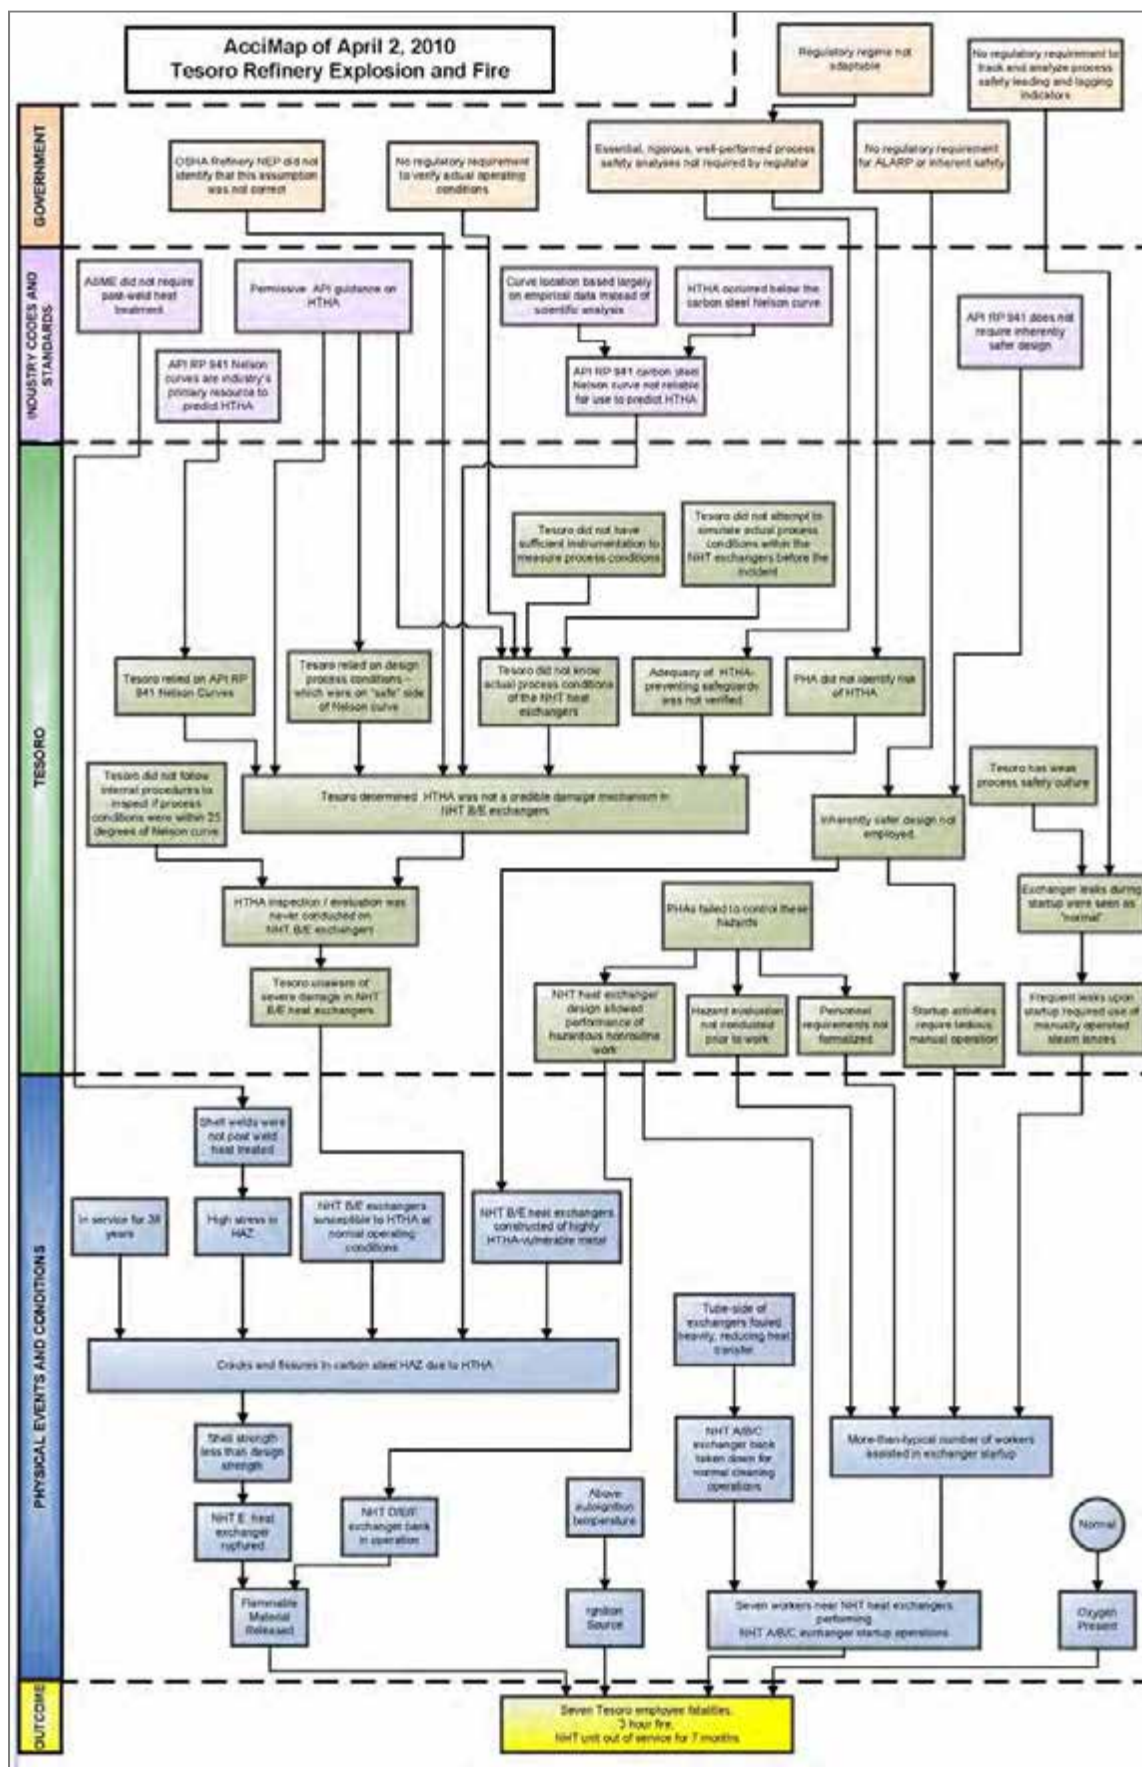 AcciMap of April 2, 2010
Tesoro Refinery Explosion and Fire
Regulatory regime not
adaptable
No regulatory requirement to
track and analyze process
safety leading and lagging
indicators
GOVERNMENT
OSHA Refinery NEP did not
identify that this assumption
was not correct
No regulatory requirement
to verify actual operating
conditions
Essential, rigorous, well-performed process
safety analyses not required by regulator
No regulatory requirement
for ALARP or inherent safety
INDUSTRY CODES AND
STANDARDS
ASME did not require
post-weld heat
treatment
Permissive API guidance on
HTHA
Curve location based largely
on empirical data instead of
scientific analysis
HTHA occurred below the
carbon steel Nelson curve
API RP 941 does not
require inherently
safer design
API RP 941 Nelson
curves are industry's
primary resource to
predict HTHA
API RP 941 carbon steel
Nelson curve not reliable
for use to predict HTHA
TESORO
Tesoro did not have
sufficient instrumentation to
measure process conditions
Tesoro did not attempt to
simulate actual process
conditions within the
NHT exchangers before the
incident
Tesoro relied on API RP
941 Nelson Curves
Tesoro relied on design
process conditions –
which were on "safe" side
of Nelson curve
Tesoro did not know
actual process conditions
of the NHT heat
exchangers
Adequacy of HTHA-
preventing safeguards
was not verified
PHA did not identify risk
of HTHA
Tesoro did not follow
internal procedures to
inspect if process
conditions were within 25
degrees of Nelson curve
Tesoro determined HTHA was not a credible damage mechanism in
NHT B/E exchangers
Inherently safer design not
employed
Tesoro has weak
process safety culture
HTHA inspection / evaluation was
never conducted on
NHT B/E exchangers
PHAs failed to control these
hazards
Exchanger leaks during
startup were seen as
"normal"
Tesoro unaware of
severe damage in NHT
B/E heat exchangers
NHT heat exchanger
design allowed
performance of
hazardous nonroutine
work
Hazard evaluation
not conducted
prior to work
Personnel
requirements not
formalized
Startup activities
require tedious
manual operation
Frequent leaks upon
startup required use of
manually operated
steam lances
PHYSICAL EVENTS AND CONDITIONS
Shell welds were
not post weld
heat treated
In service for 38
years
High stress in
HAZ
NHT B/E exchangers
susceptible to HTHA at
normal operating
conditions
NHT B/E heat exchangers
constructed of highly
HTHA-vulnerable metal
Tube-side of
exchangers fouled
heavily, reducing heat
transfer
Cracks and fissures in carbon steel HAZ due to HTHA
Shell strength
less than design
strength
NHT A/B/C
exchanger bank
taken down for
normal cleaning
operations
More-than-typical number of workers
assisted in exchanger startup
NHT E heat
exchanger
ruptured
NHT D/E/F
exchanger bank
in operation
Above
autoignition
temperature
Normal
Flammable
Material
Released
Ignition
Source
Seven workers near NHT heat exchangers
performing
NHT A/B/C exchanger startup operations
Oxygen
Present
OUTCOME
Seven Tesoro employee fatalities,
3 hour fire,
NHT unit out of service for 7 months